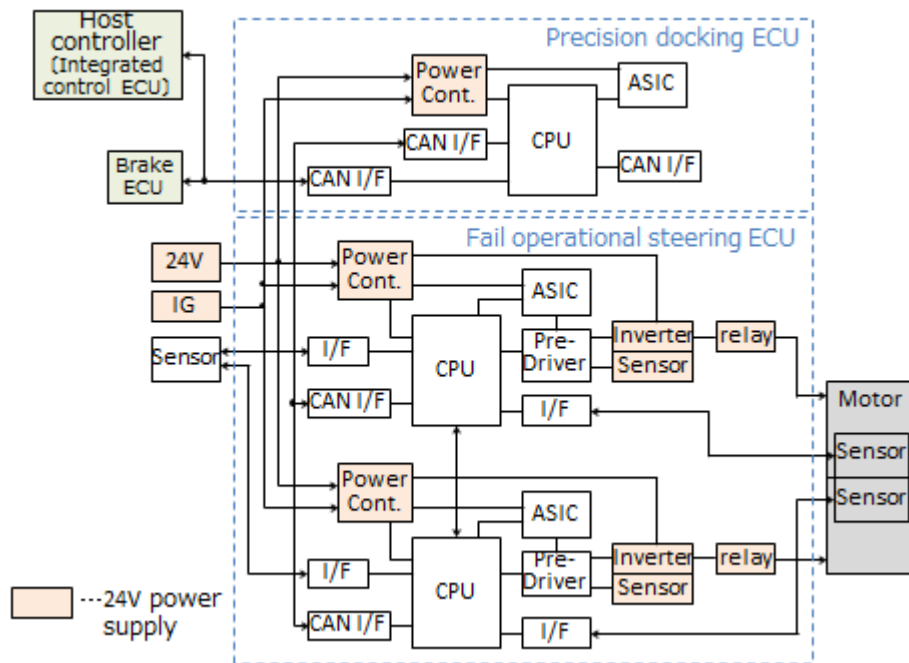 Host
controller
(Integrated
control ECU)
Brake
ECU
Precision docking ECU
Power
Cont.
ASIC
CPU
CAN I/F
CAN I/F
CAN I/F
Fail operational steering ECU
24V
IG
Sensor
Power
Cont.
ASIC
I/F
CPU
Pre-
Driver
Inverter
Sensor
relay
CAN I/F
I/F
Motor
Sensor
Sensor
Power
Cont.
ASIC
I/F
CPU
Pre-
Driver
Inverter
Sensor
relay
CAN I/F
I/F
---24V power
supply